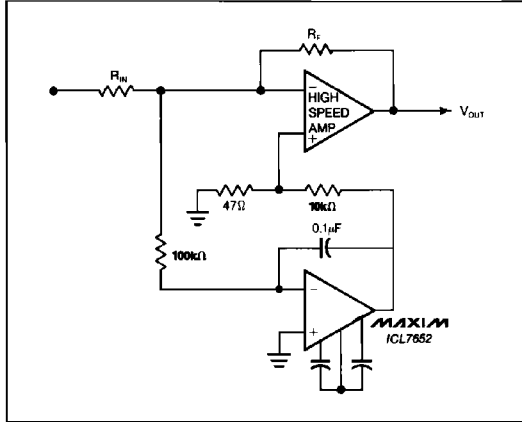 R_F
R_IN
−
HIGH
SPEED
AMP
+
V_OUT
47Ω
10kΩ
0.1μF
100kΩ
−
+
MAXIM
ICL7652